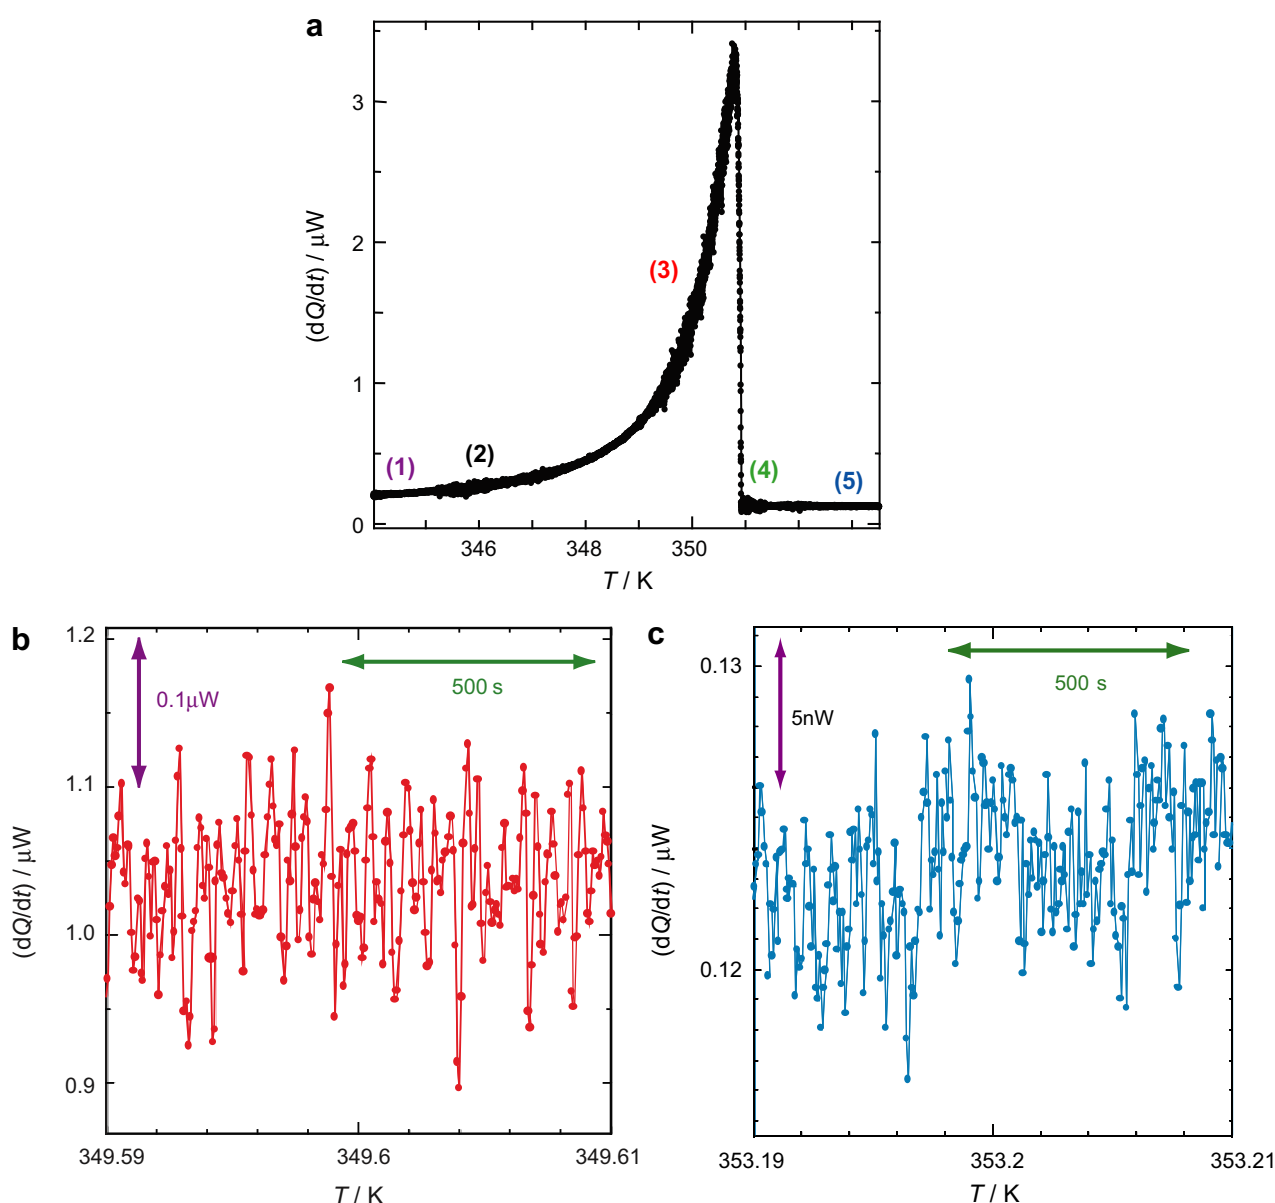 a
(dQ/dt) / μW
3
2
1
0
(1)
(2)
(3)
(4)
(5)
346
348
350
T / K
b
(dQ/dt) / μW
1.2
1.1
1.0
0.9
0.1μW
500 s
349.59
349.6
349.61
T / K
c
(dQ/dt) / μW
0.13
0.12
5nW
500 s
353.19
353.2
353.21
T / K